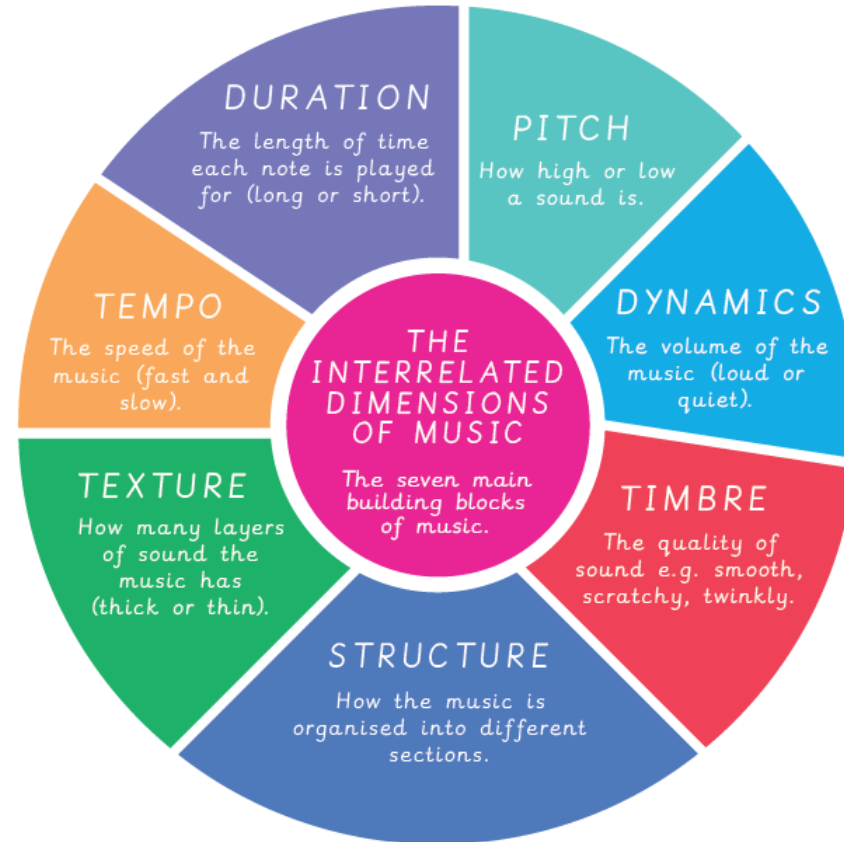 DURATION
The length of time
each note is played
for (long or short).
PITCH
How high or low
a sound is.
DYNAMICS
The volume of the
music (loud or
quiet).
TIMBRE
The quality of
sound e.g. smooth,
scratchy, twinkly.
STRUCTURE
How the music is
organised into different
sections.
TEXTURE
How many layers
of sound the
music has
(thick or thin).
TEMPO
The speed of the
music (fast and
slow).
THE
INTERRELATED
DIMENSIONS
OF MUSIC
The seven main
building blocks
of music.